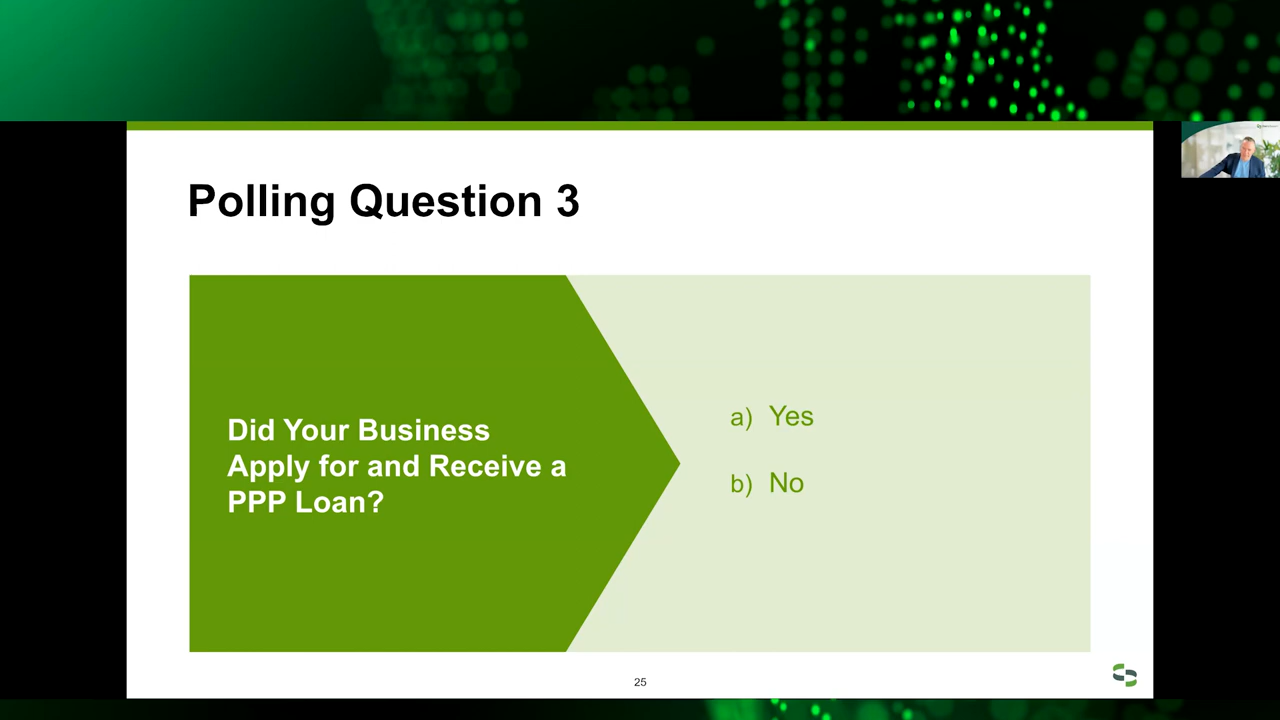 Polling Question 3
Did Your Business
Apply for and Receive a
PPP Loan?
a) Yes
b) No
25